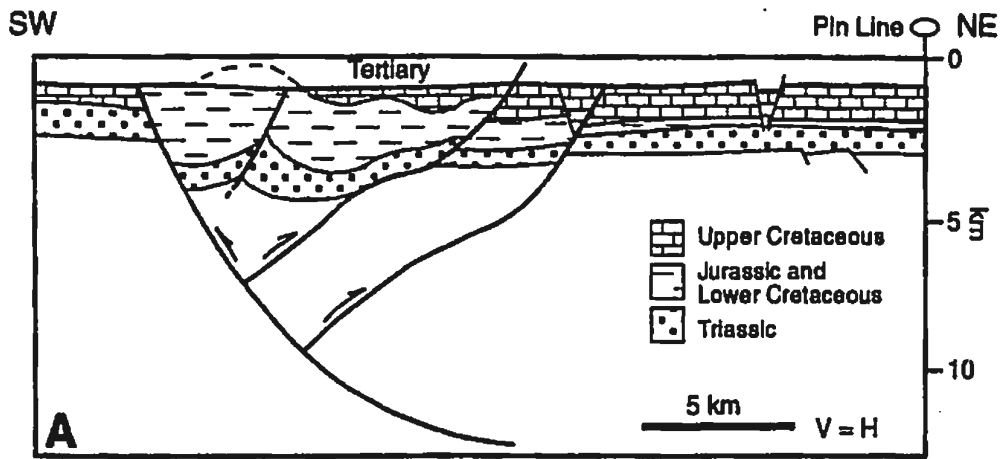 SW
Pin Line
NE
Tertiary
0
5
km
10
Upper Cretaceous
Jurassic and
Lower Cretaceous
Triassic
5 km
V = H
A